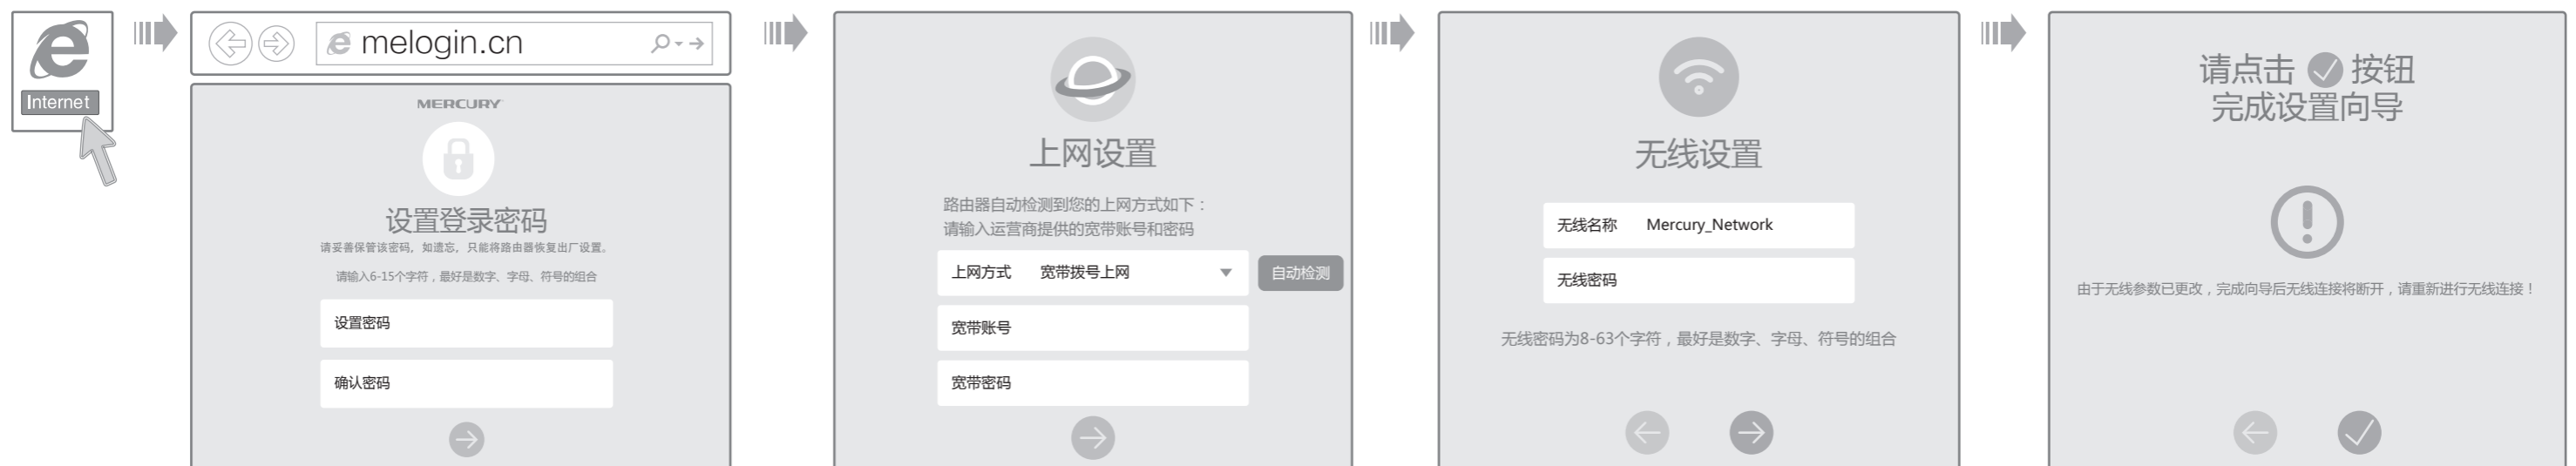 Internet
melogin.cn
MERCURY
设置登录密码
请妥善保管该密码，如遗忘，只能将路由器恢复出厂设置。
请输入6-15个字符，最好是数字、字母、符号的组合
设置密码
确认密码
上网设置
路由器自动检测到您的上网方式如下：
请输入运营商提供的宽带账号和密码
上网方式 宽带拨号上网
自动检测
宽带账号
宽带密码
无线设置
无线名称 Mercury_Network
无线密码
无线密码为8-63个字符，最好是数字、字母、符号的组合
请点击 按钮
完成设置向导
由于无线参数已更改，完成向导后无线连接将断开，请重新进行无线连接！